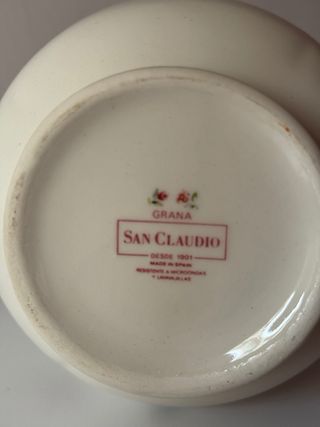 GRANA
SAN CLAUDIO
DESDE 1901
MADE IN SPAIN
RESISTENTE A MICROONDAS
Y LAVAVAJILLAS